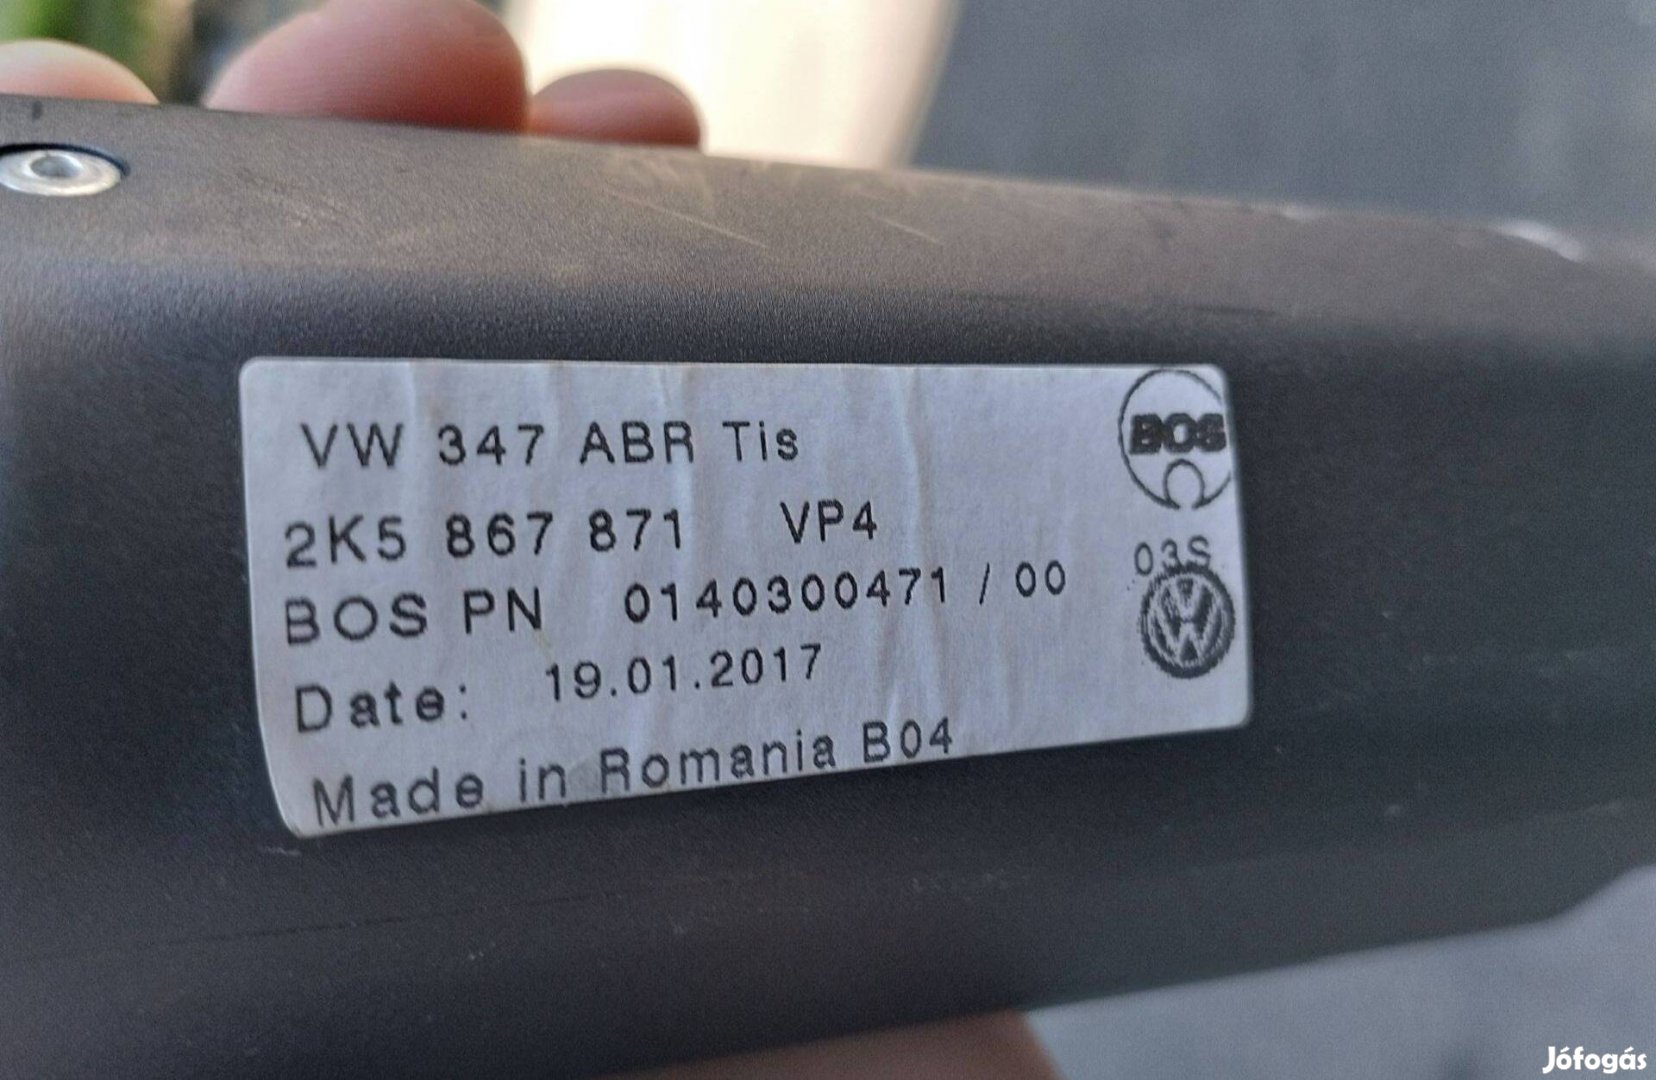 VW 347 ABR Tis
BOS
2K5 867 871 VP4
03S
BOS PN 0140300471 / 00
Date: 19.01.2017
Made in Romania B04
Jófogás